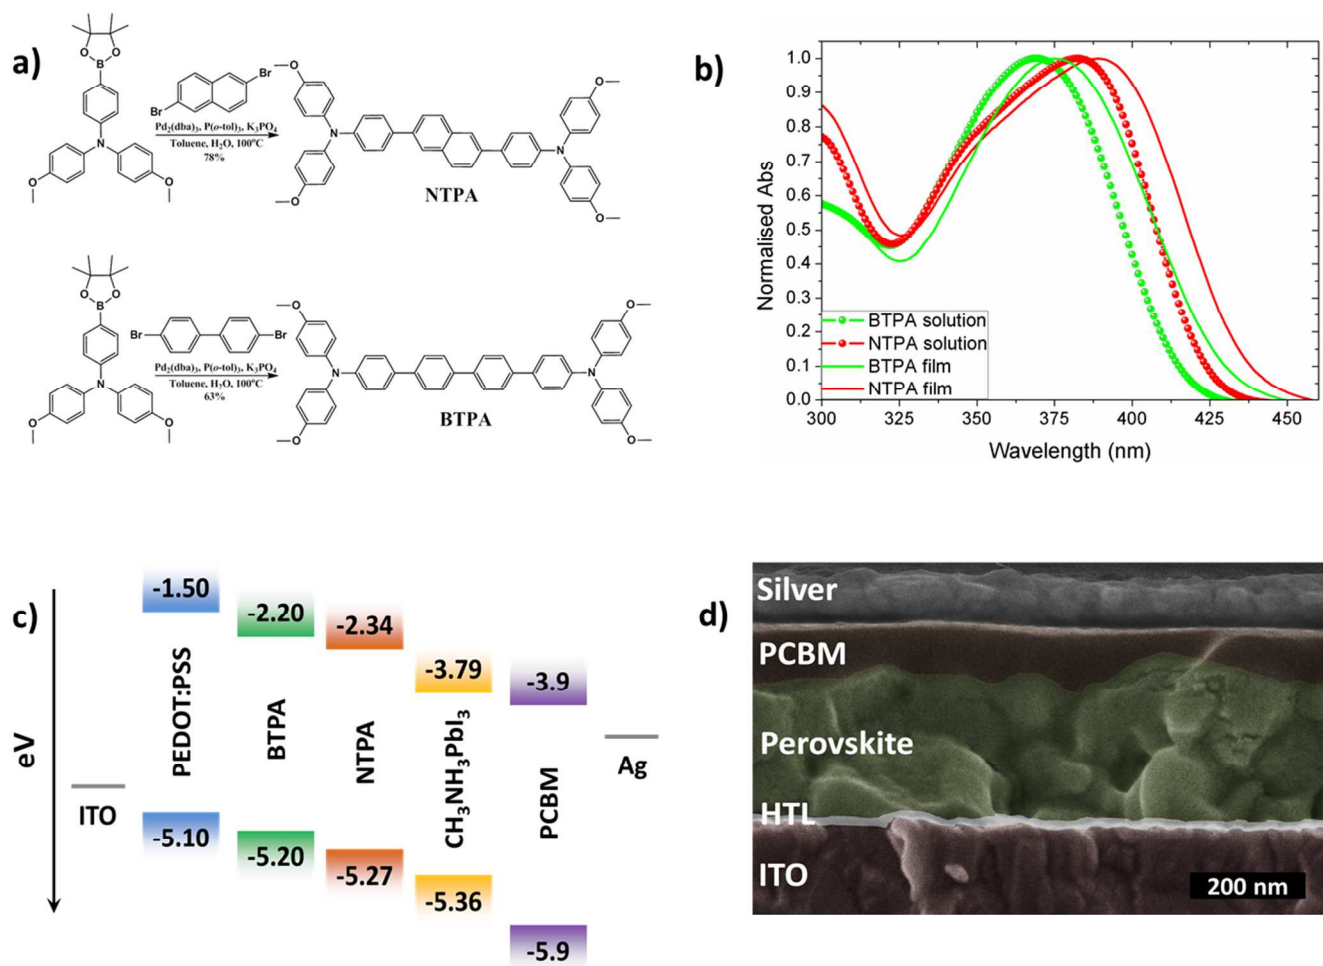 a)
O O
B
N
O
O
Br
Br
Pd₂(dba)₃, P(o-tol)₃, K₃PO₄
Toluene, H₂O, 100°C
78%
O
N
O
O
N
O
NTPA
O O
B
N
O
O
Br
Br
Pd₂(dba)₃, P(o-tol)₃, K₃PO₄
Toluene, H₂O, 100°C
63%
O
N
O
O
N
O
BTPA
b)
Normalised Abs
1.0
0.9
0.8
0.7
0.6
0.5
0.4
0.3
0.2
0.1
0.0
BTPA solution
NTPA solution
BTPA film
NTPA film
300 325 350 375 400 425 450
Wavelength (nm)
c)
eV
ITO
-1.50
PEDOT:PSS
-5.10
-2.20
BTPA
-5.20
-2.34
NTPA
-5.27
-3.79
CH₃NH₃PbI₃
-5.36
-3.9
PCBM
-5.9
Ag
d)
Silver
PCBM
Perovskite
HTL
ITO
200 nm